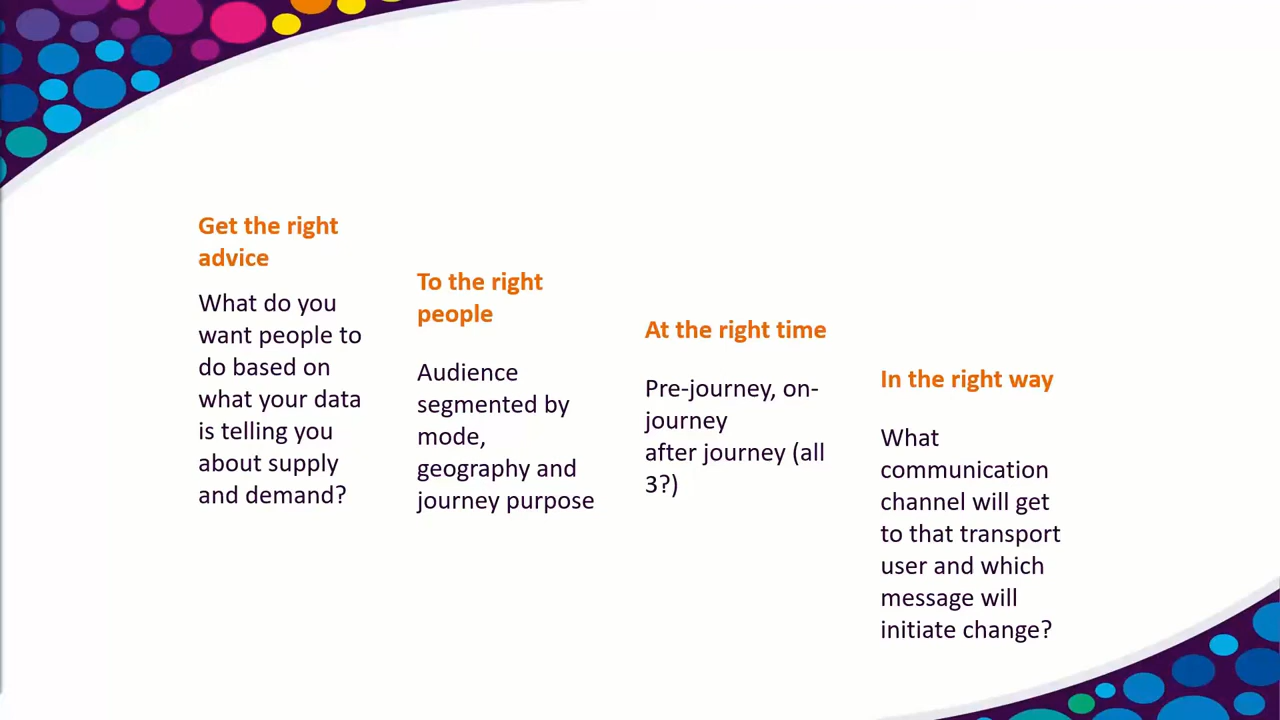 Get the right
advice
What do you
want people to
do based on
what your data
is telling you
about supply
and demand?
To the right
people
Audience
segmented by
mode,
geography and
journey purpose
At the right time
Pre-journey, on-
journey
after journey (all
3?)
In the right way
What
communication
channel will get
to that transport
user and which
message will
initiate change?